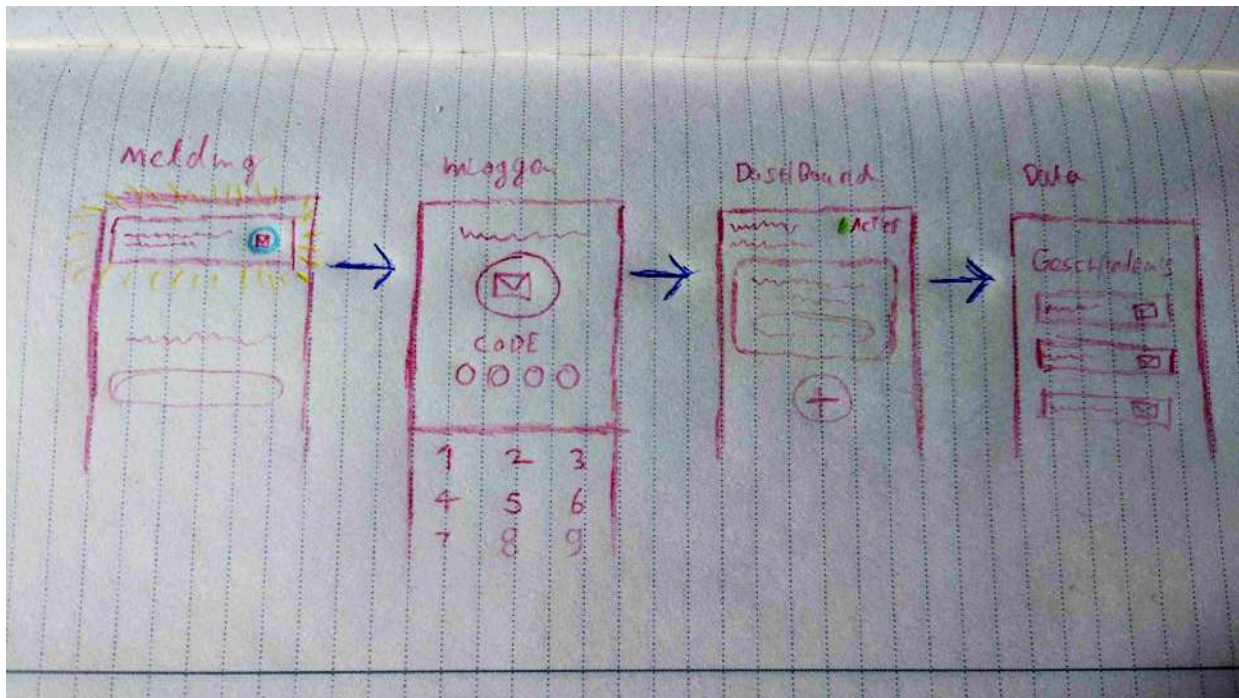 Melding
Inloggen
Dashboard
Data
Actief
CODE
1 2 3
4 5 6
7 8 9
Geschiedenis